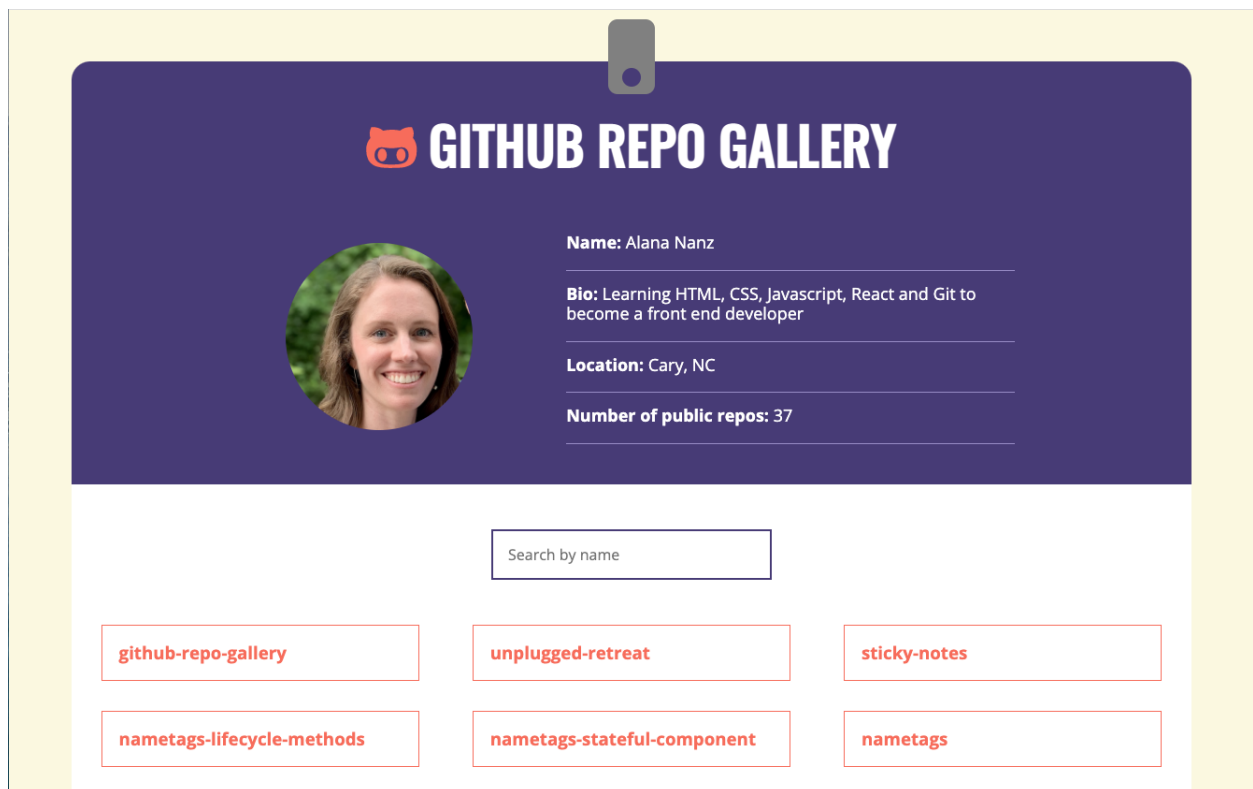 GITHUB REPO GALLERY
Name: Alana Nanz
Bio: Learning HTML, CSS, Javascript, React and Git to
become a front end developer
Location: Cary, NC
Number of public repos: 37
Search by name
github-repo-gallery
unplugged-retreat
sticky-notes
nametags-lifecycle-methods
nametags-stateful-component
nametags